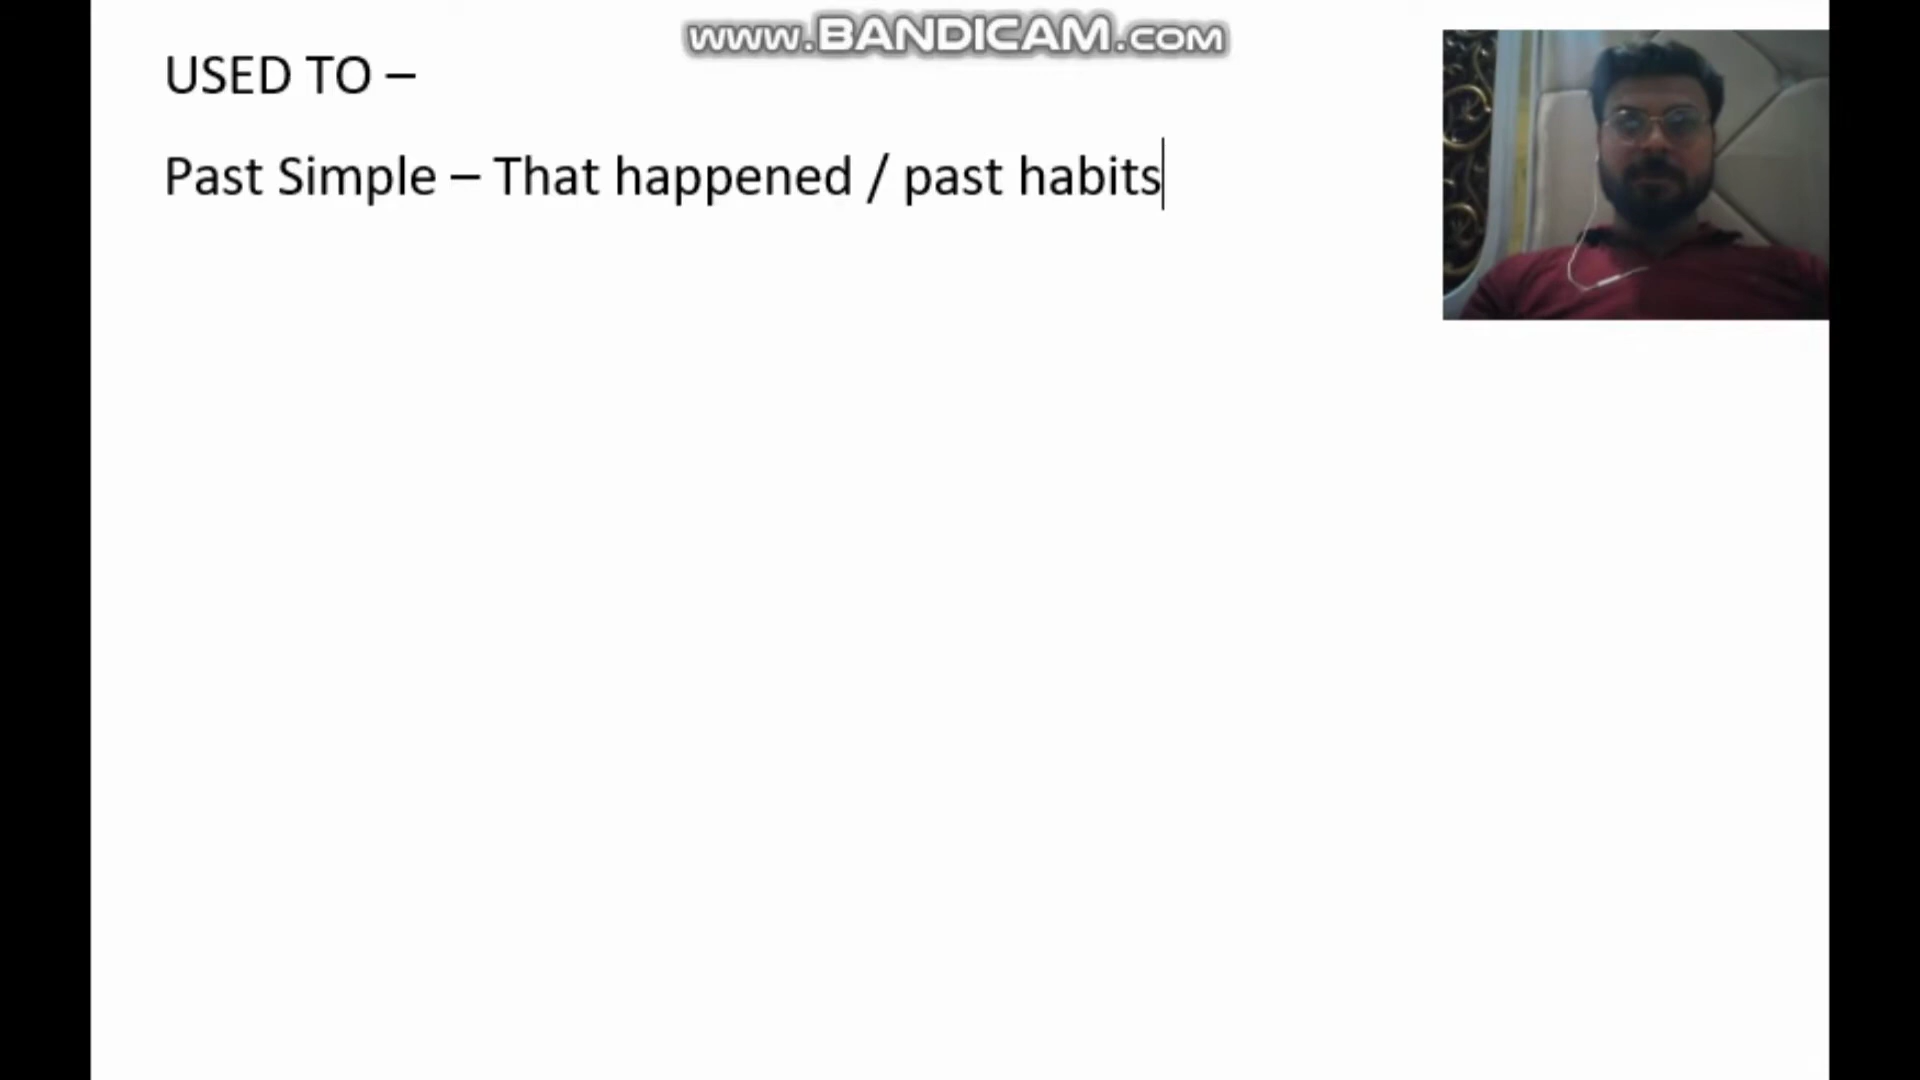 www.BANDICAM.com
USED TO –
Past Simple – That happened / past habits